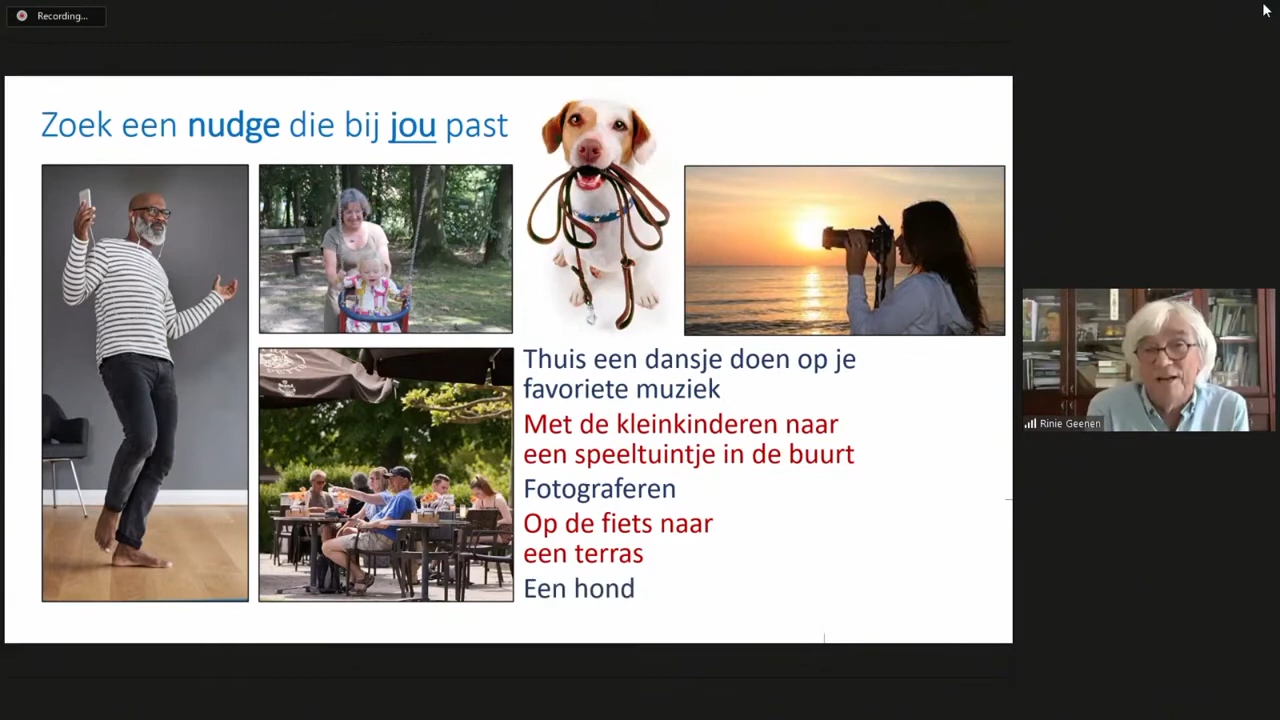 Recording...
Zoek een nudge die bij jou past
Thuis een dansje doen op je
favoriete muziek
Met de kleinkinderen naar
een speeltuintje in de buurt
Fotograferen
Op de fiets naar
een terras
Een hond
Rinie Geenen